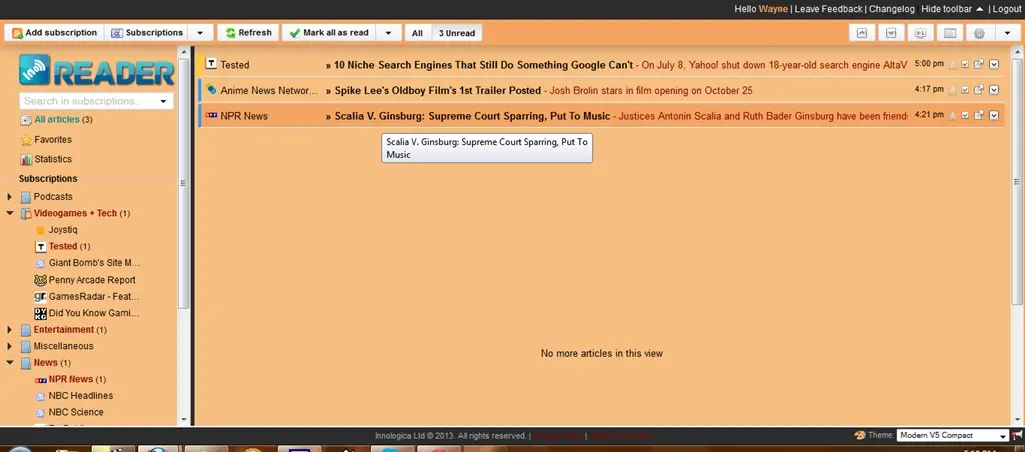 Hello Wayne | Leave Feedback | Changelog | Hide toolbar | Logout
Add subscription Subscriptions Refresh Mark all as read All 3 Unread
inno READER
Search in subscriptions..
All articles (3)
Favorites
Statistics
Subscriptions
Podcasts
Videogames + Tech (1)
Joystiq
Tested (1)
Giant Bomb's Site M...
Penny Arcade Report
GamesRadar - Feat...
Did You Know Gami...
Entertainment (1)
Miscellaneous
News (1)
NPR News (1)
NBC Headlines
NBC Science
Tested » 10 Niche Search Engines That Still Do Something Google Can't - On July 8, Yahoo! shut down 18-year-old search engine AltaV 5:00 pm
Anime News Networ... » Spike Lee's Oldboy Film's 1st Trailer Posted - Josh Brolin stars in film opening on October 25 4:17 pm
NPR News » Scalia V. Ginsburg: Supreme Court Sparring, Put To Music - Justices Antonin Scalia and Ruth Bader Ginsburg have been friends 4:21 pm
Scalia V. Ginsburg: Supreme Court Sparring, Put To
Music
No more articles in this view
Innologica Ltd © 2013. All rights reserved. |
Theme: Modern V5 Compact